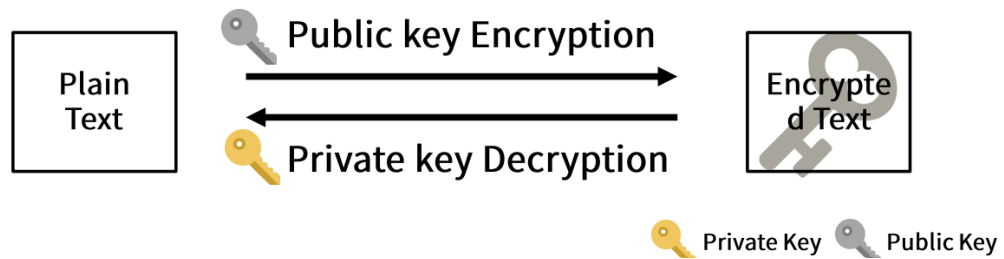 Public key Encryption
Plain
Text
Encrypte
d Text
Private key Decryption
Private Key
Public Key